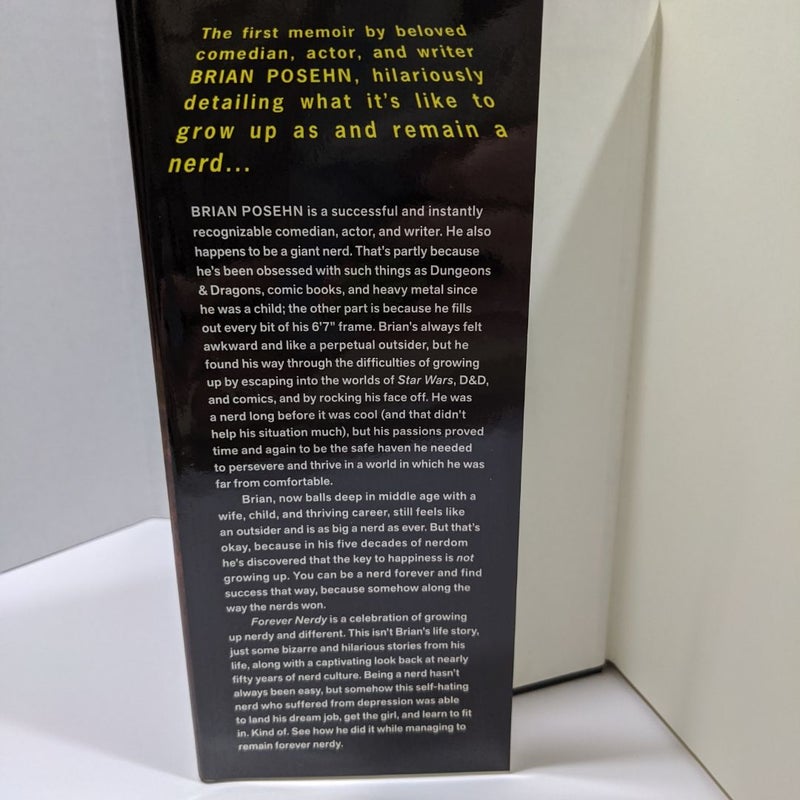 The first memoir by beloved
comedian, actor, and writer
BRIAN POSEHN, hilariously
detailing what it's like to
grow up as and remain a
nerd...
BRIAN POSEHN is a successful and instantly
recognizable comedian, actor, and writer. He also
happens to be a giant nerd. That's partly because
he's been obsessed with such things as Dungeons
& Dragons, comic books, and heavy metal since
he was a child; the other part is because he fills
out every bit of his 6'7" frame. Brian's always felt
awkward and like a perpetual outsider, but he
found his way through the difficulties of growing
up by escaping into the worlds of Star Wars, D&D,
and comics, and by rocking his face off. He was
a nerd long before it was cool (and that didn't
help his situation much), but his passions proved
time and again to be the safe haven he needed
to persevere and thrive in a world in which he was
far from comfortable.
Brian, now balls deep in middle age with a
wife, child, and thriving career, still feels like
an outsider and is as big a nerd as ever. But that's
okay, because in his five decades of nerdom
he's discovered that the key to happiness is not
growing up. You can be a nerd forever and find
success that way, because somehow along the
way the nerds won.
Forever Nerdy is a celebration of growing
up nerdy and different. This isn't Brian's life story,
just some bizarre and hilarious stories from his
life, along with a captivating look back at nearly
fifty years of nerd culture. Being a nerd hasn't
always been easy, but somehow this self-hating
nerd who suffered from depression was able
to land his dream job, get the girl, and learn to fit
in. Kind of. See how he did it while managing to
remain forever nerdy.